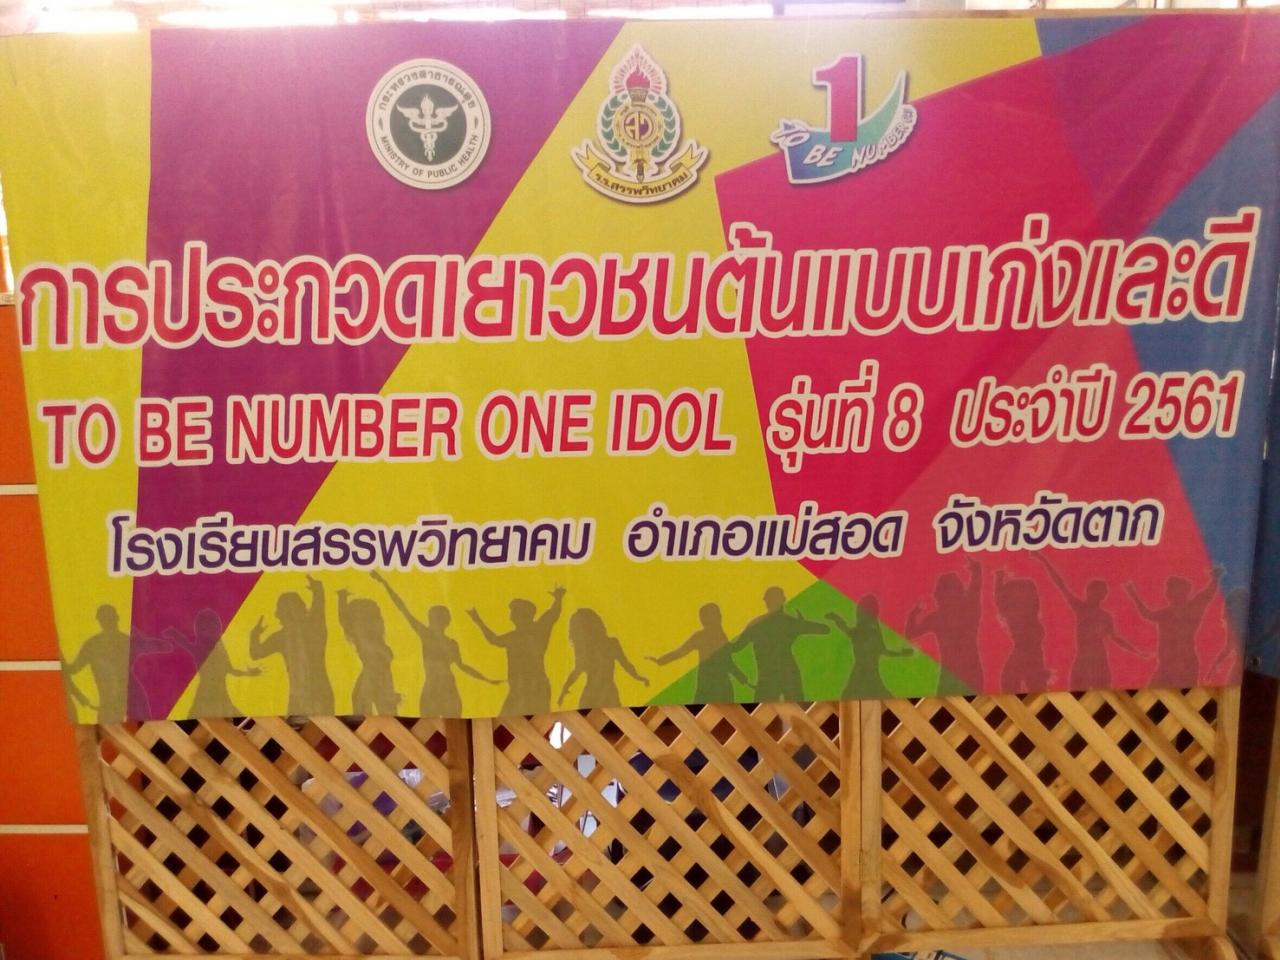 กระทรวงสาธารณสุข
MINISTRY OF PUBLIC HEALTH
ส ว
ร.ร.สรรพวิทยาคม
1
TO BE NUMBER ONE
การประกวดเยาวชนต้นแบบเก่งและดี
TO BE NUMBER ONE IDOL รุ่นที่ 8 ประจำปี 2561
โรงเรียนสรรพวิทยาคม อำเภอแม่สอด จังหวัดตาก